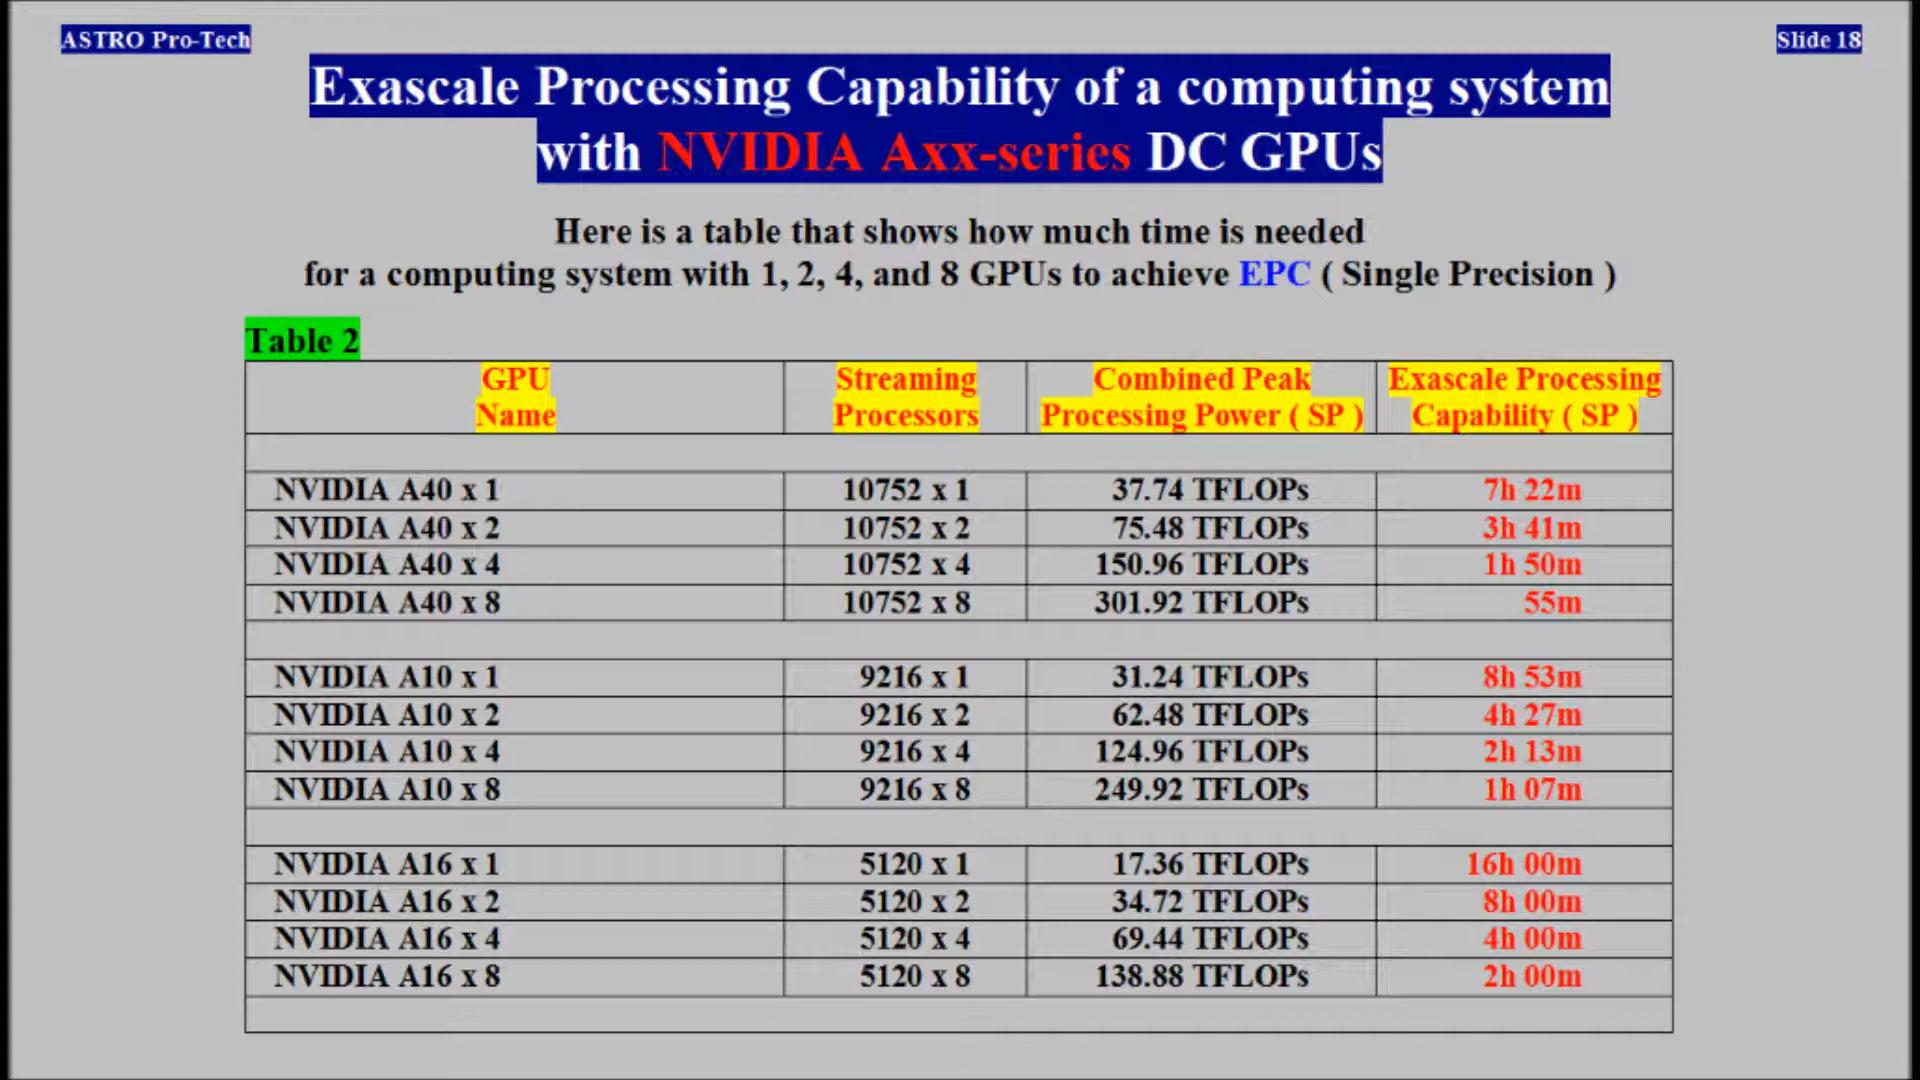 ASTRO Pro-Tech
Slide 18
Exascale Processing Capability of a computing system
with NVIDIA Axx-series DC GPUs
Here is a table that shows how much time is needed
for a computing system with 1, 2, 4, and 8 GPUs to achieve EPC ( Single Precision )
Table 2
GPU Name | Streaming Processors | Combined Peak Processing Power ( SP ) | Exascale Processing Capability ( SP )
NVIDIA A40 x 1 10752 x 1 37.74 TFLOPs 7h 22m
NVIDIA A40 x 2 10752 x 2 75.48 TFLOPs 3h 41m
NVIDIA A40 x 4 10752 x 4 150.96 TFLOPs 1h 50m
NVIDIA A40 x 8 10752 x 8 301.92 TFLOPs 55m
NVIDIA A10 x 1 9216 x 1 31.24 TFLOPs 8h 53m
NVIDIA A10 x 2 9216 x 2 62.48 TFLOPs 4h 27m
NVIDIA A10 x 4 9216 x 4 124.96 TFLOPs 2h 13m
NVIDIA A10 x 8 9216 x 8 249.92 TFLOPs 1h 07m
NVIDIA A16 x 1 5120 x 1 17.36 TFLOPs 16h 00m
NVIDIA A16 x 2 5120 x 2 34.72 TFLOPs 8h 00m
NVIDIA A16 x 4 5120 x 4 69.44 TFLOPs 4h 00m
NVIDIA A16 x 8 5120 x 8 138.88 TFLOPs 2h 00m